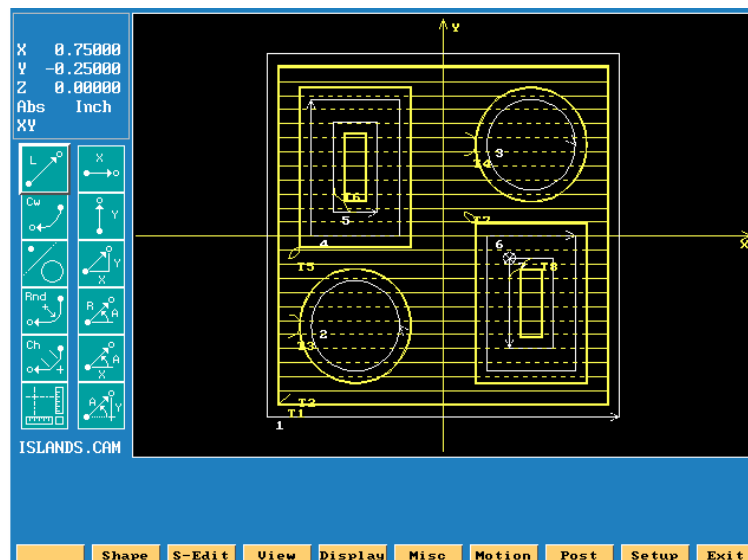 X 0.75000
Y -0.25000
Z 0.00000
Abs Inch
XY
L
X
Cw
Y
Y
X
Rnd
R A
Ch
A
X
A Y
ISLANDS.CAM
Y
X
3
T4
T6
5
T7
4
6
T5
7 T8
2
T3
T2
T1
1
Shape S-Edit View Display Misc Motion Post Setup Exit